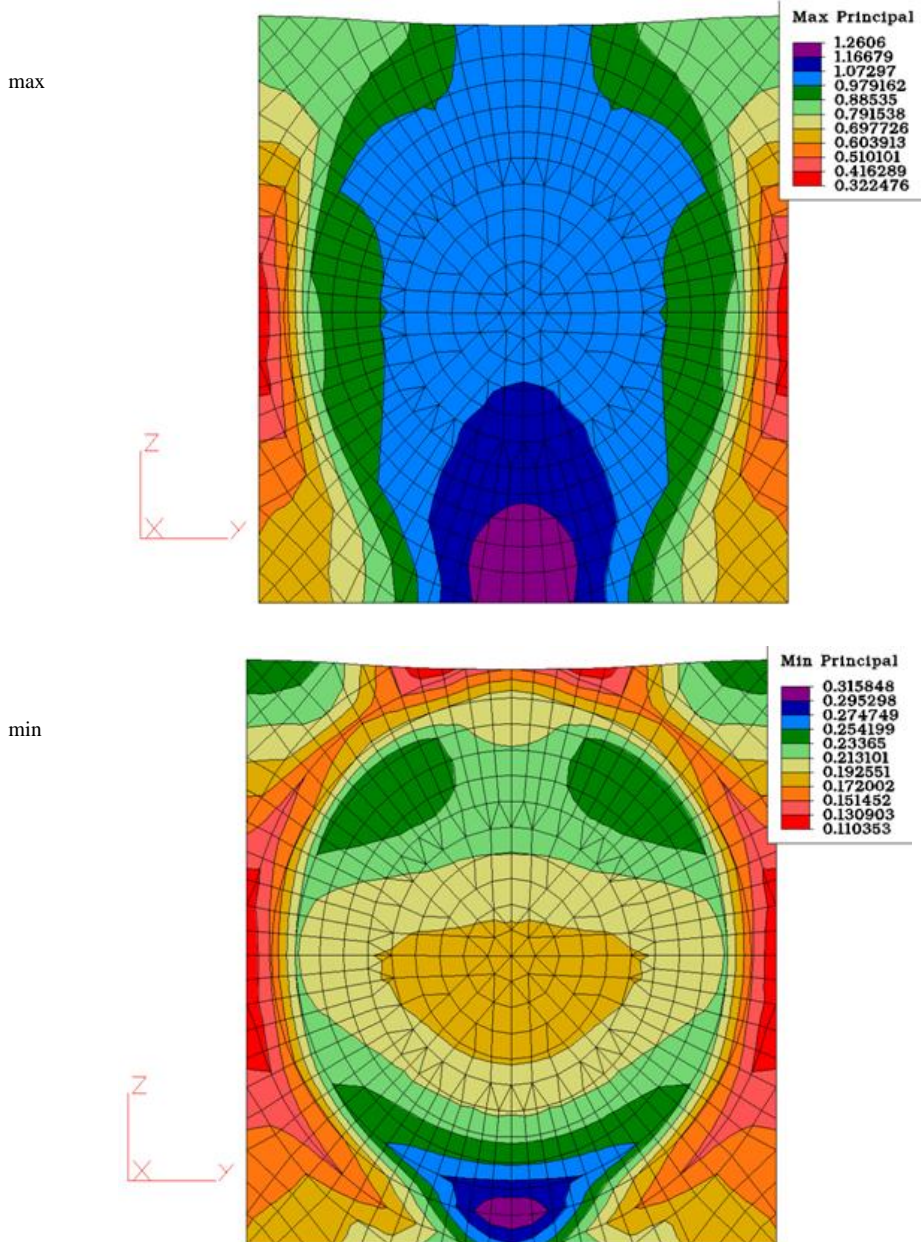 Max Principal
1.2606
1.16679
1.07297
0.979162
0.88535
0.791538
0.697726
0.603913
0.510101
0.416289
0.322476
max
Z
X
Y
Min Principal
0.315848
0.295298
0.274749
0.254199
0.23365
0.213101
0.192551
0.172002
0.151452
0.130903
0.110353
min
Z
X
Y